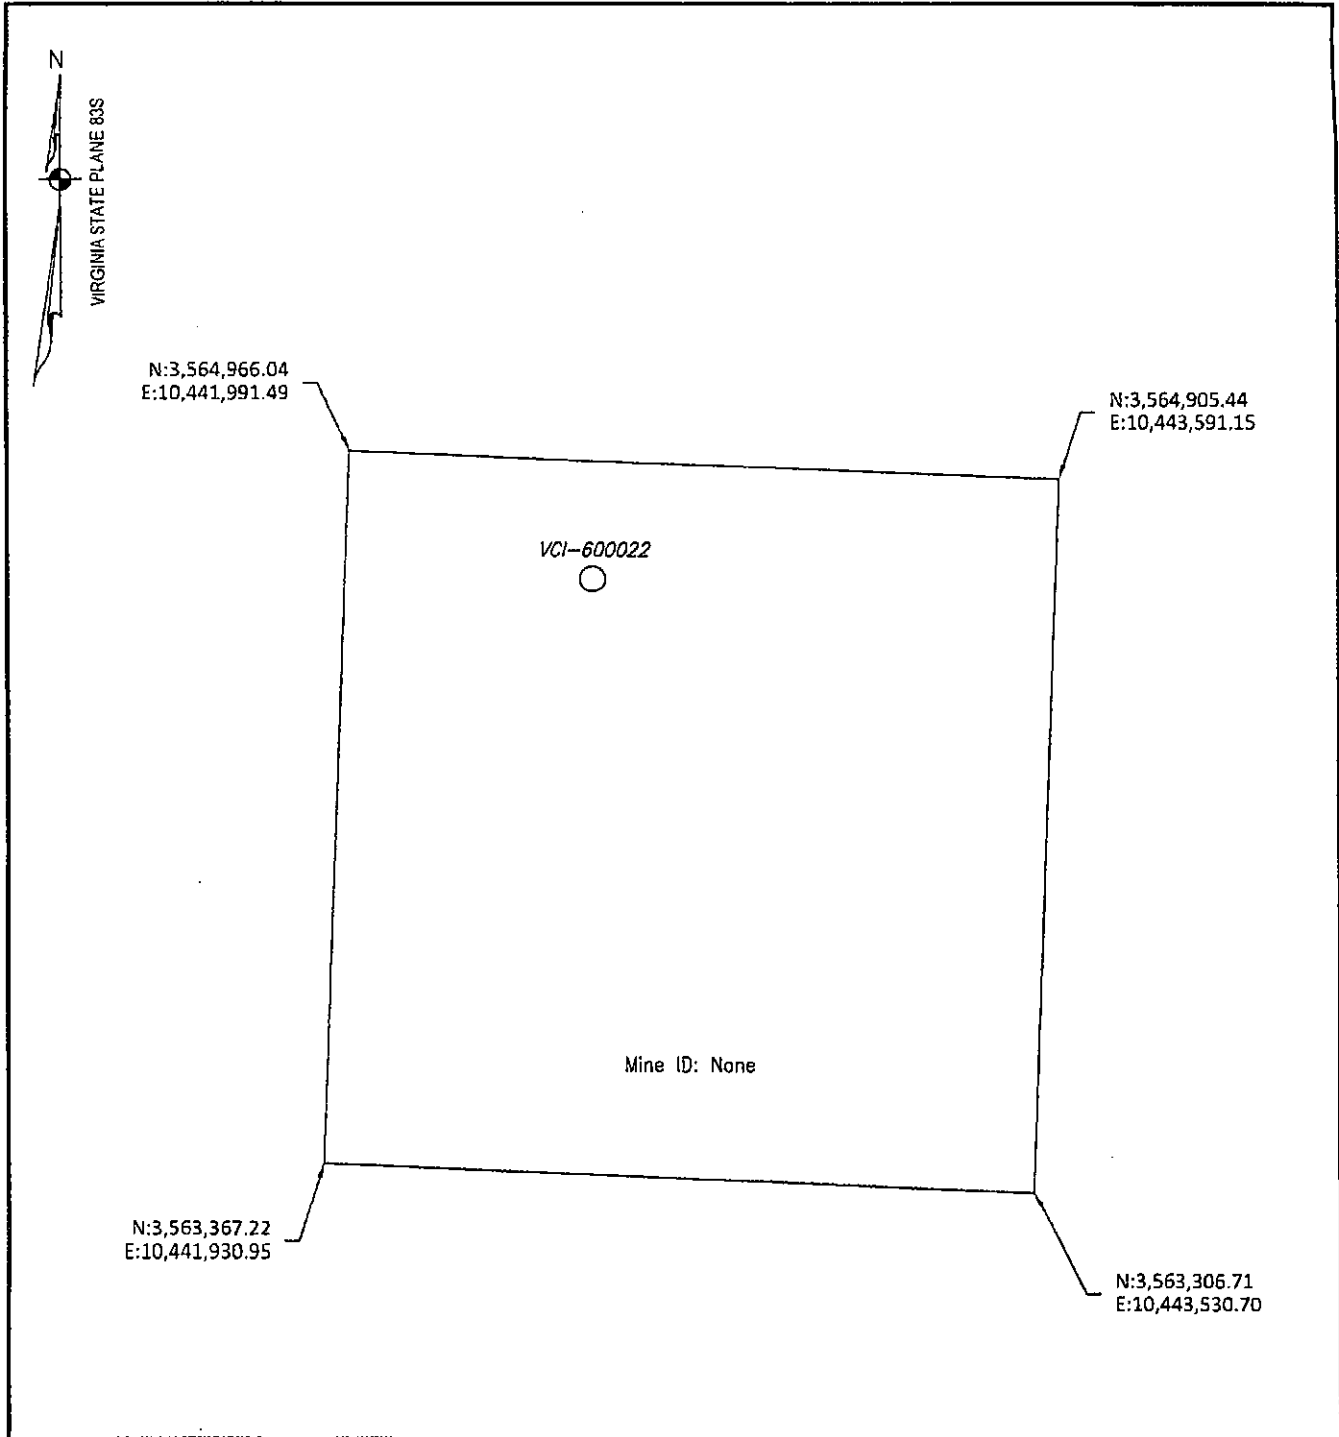 N
VIRGINIA STATE PLANE 83S
N:3,564,966.04
E:10,441,991.49
N:3,564,905.44
E:10,443,591.15
VCI-600022
Mine ID: None
N:3,563,367.22
E:10,441,930.95
N:3,563,306.71
E:10,443,530.70